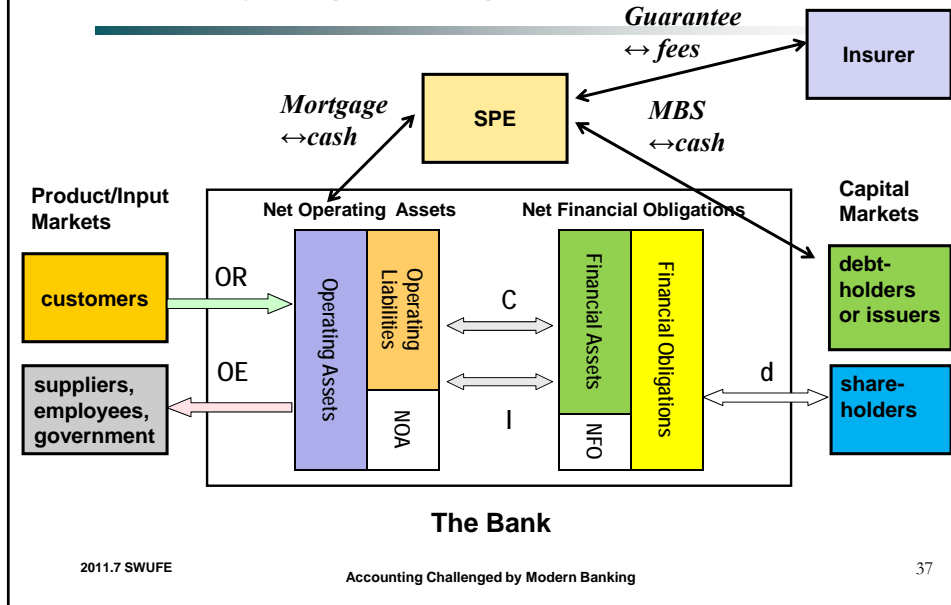 Guarantee
↔ fees
Insurer
Mortgage
↔cash
SPE
MBS
↔cash
Product/Input
Markets
Net Operating Assets
Net Financial Obligations
Capital
Markets
customers
OR
Operating Assets
Operating
Liabilities
C
Financial Assets
Financial Obligations
debt-
holders
or issuers
suppliers,
employees,
government
OE
NOA
I
NFO
d
share-
holders
The Bank
2011.7 SWUFE
Accounting Challenged by Modern Banking
37